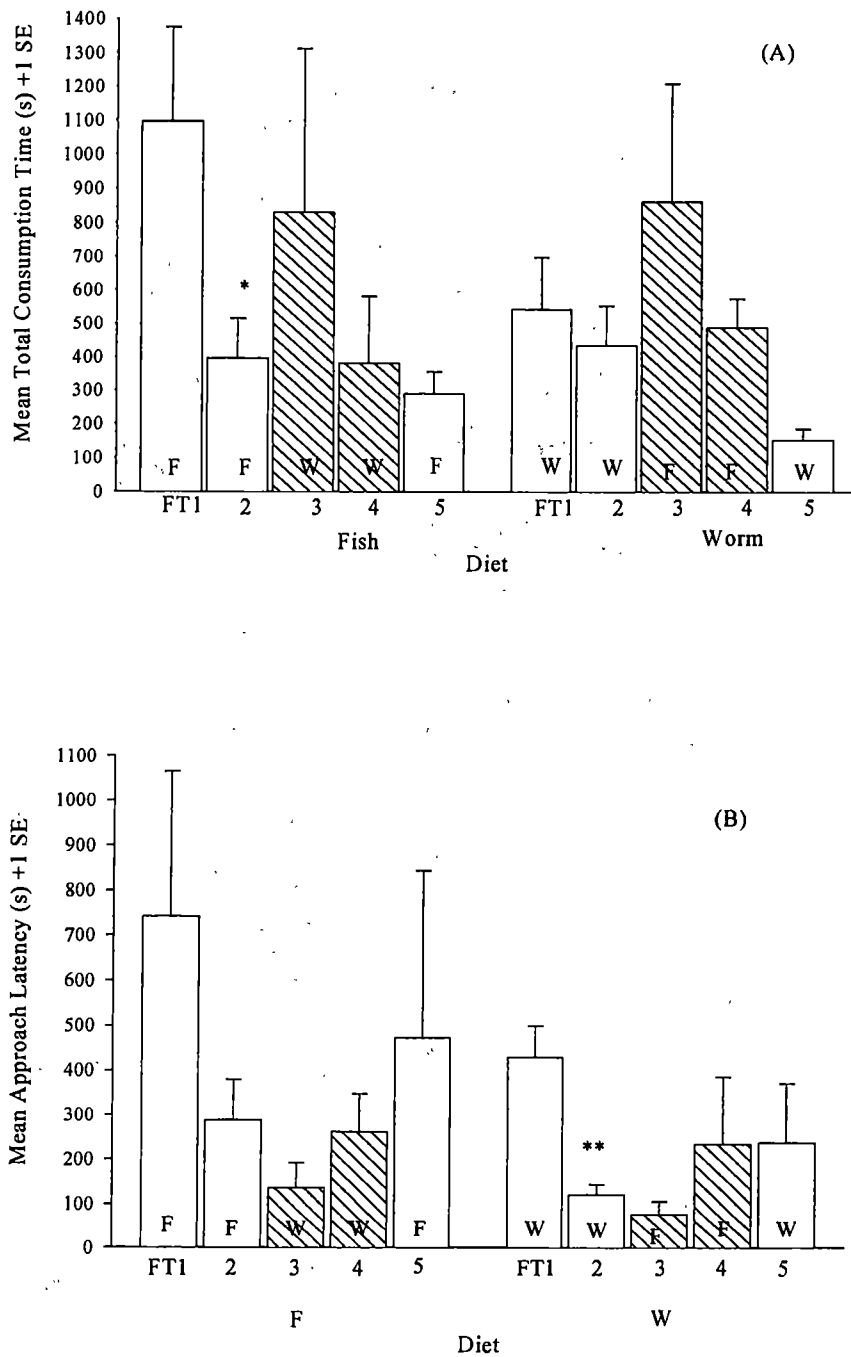 (A)
Mean Total Consumption Time (s) +1 SE
1400
1300
1200
1100
1000
900
800
700
600
500
400
300
200
100
0
*
F F W W F W W F F W
FT1 2 3 4 5 FT1 2 3 4 5
Fish Worm
Diet
(B)
Mean Approach Latency (s) +1 SE
1100
1000
900
800
700
600
500
400
300
200
100
0
**
F F W W F W W F F W
FT1 2 3 4 5 FT1 2 3 4 5
F W
Diet